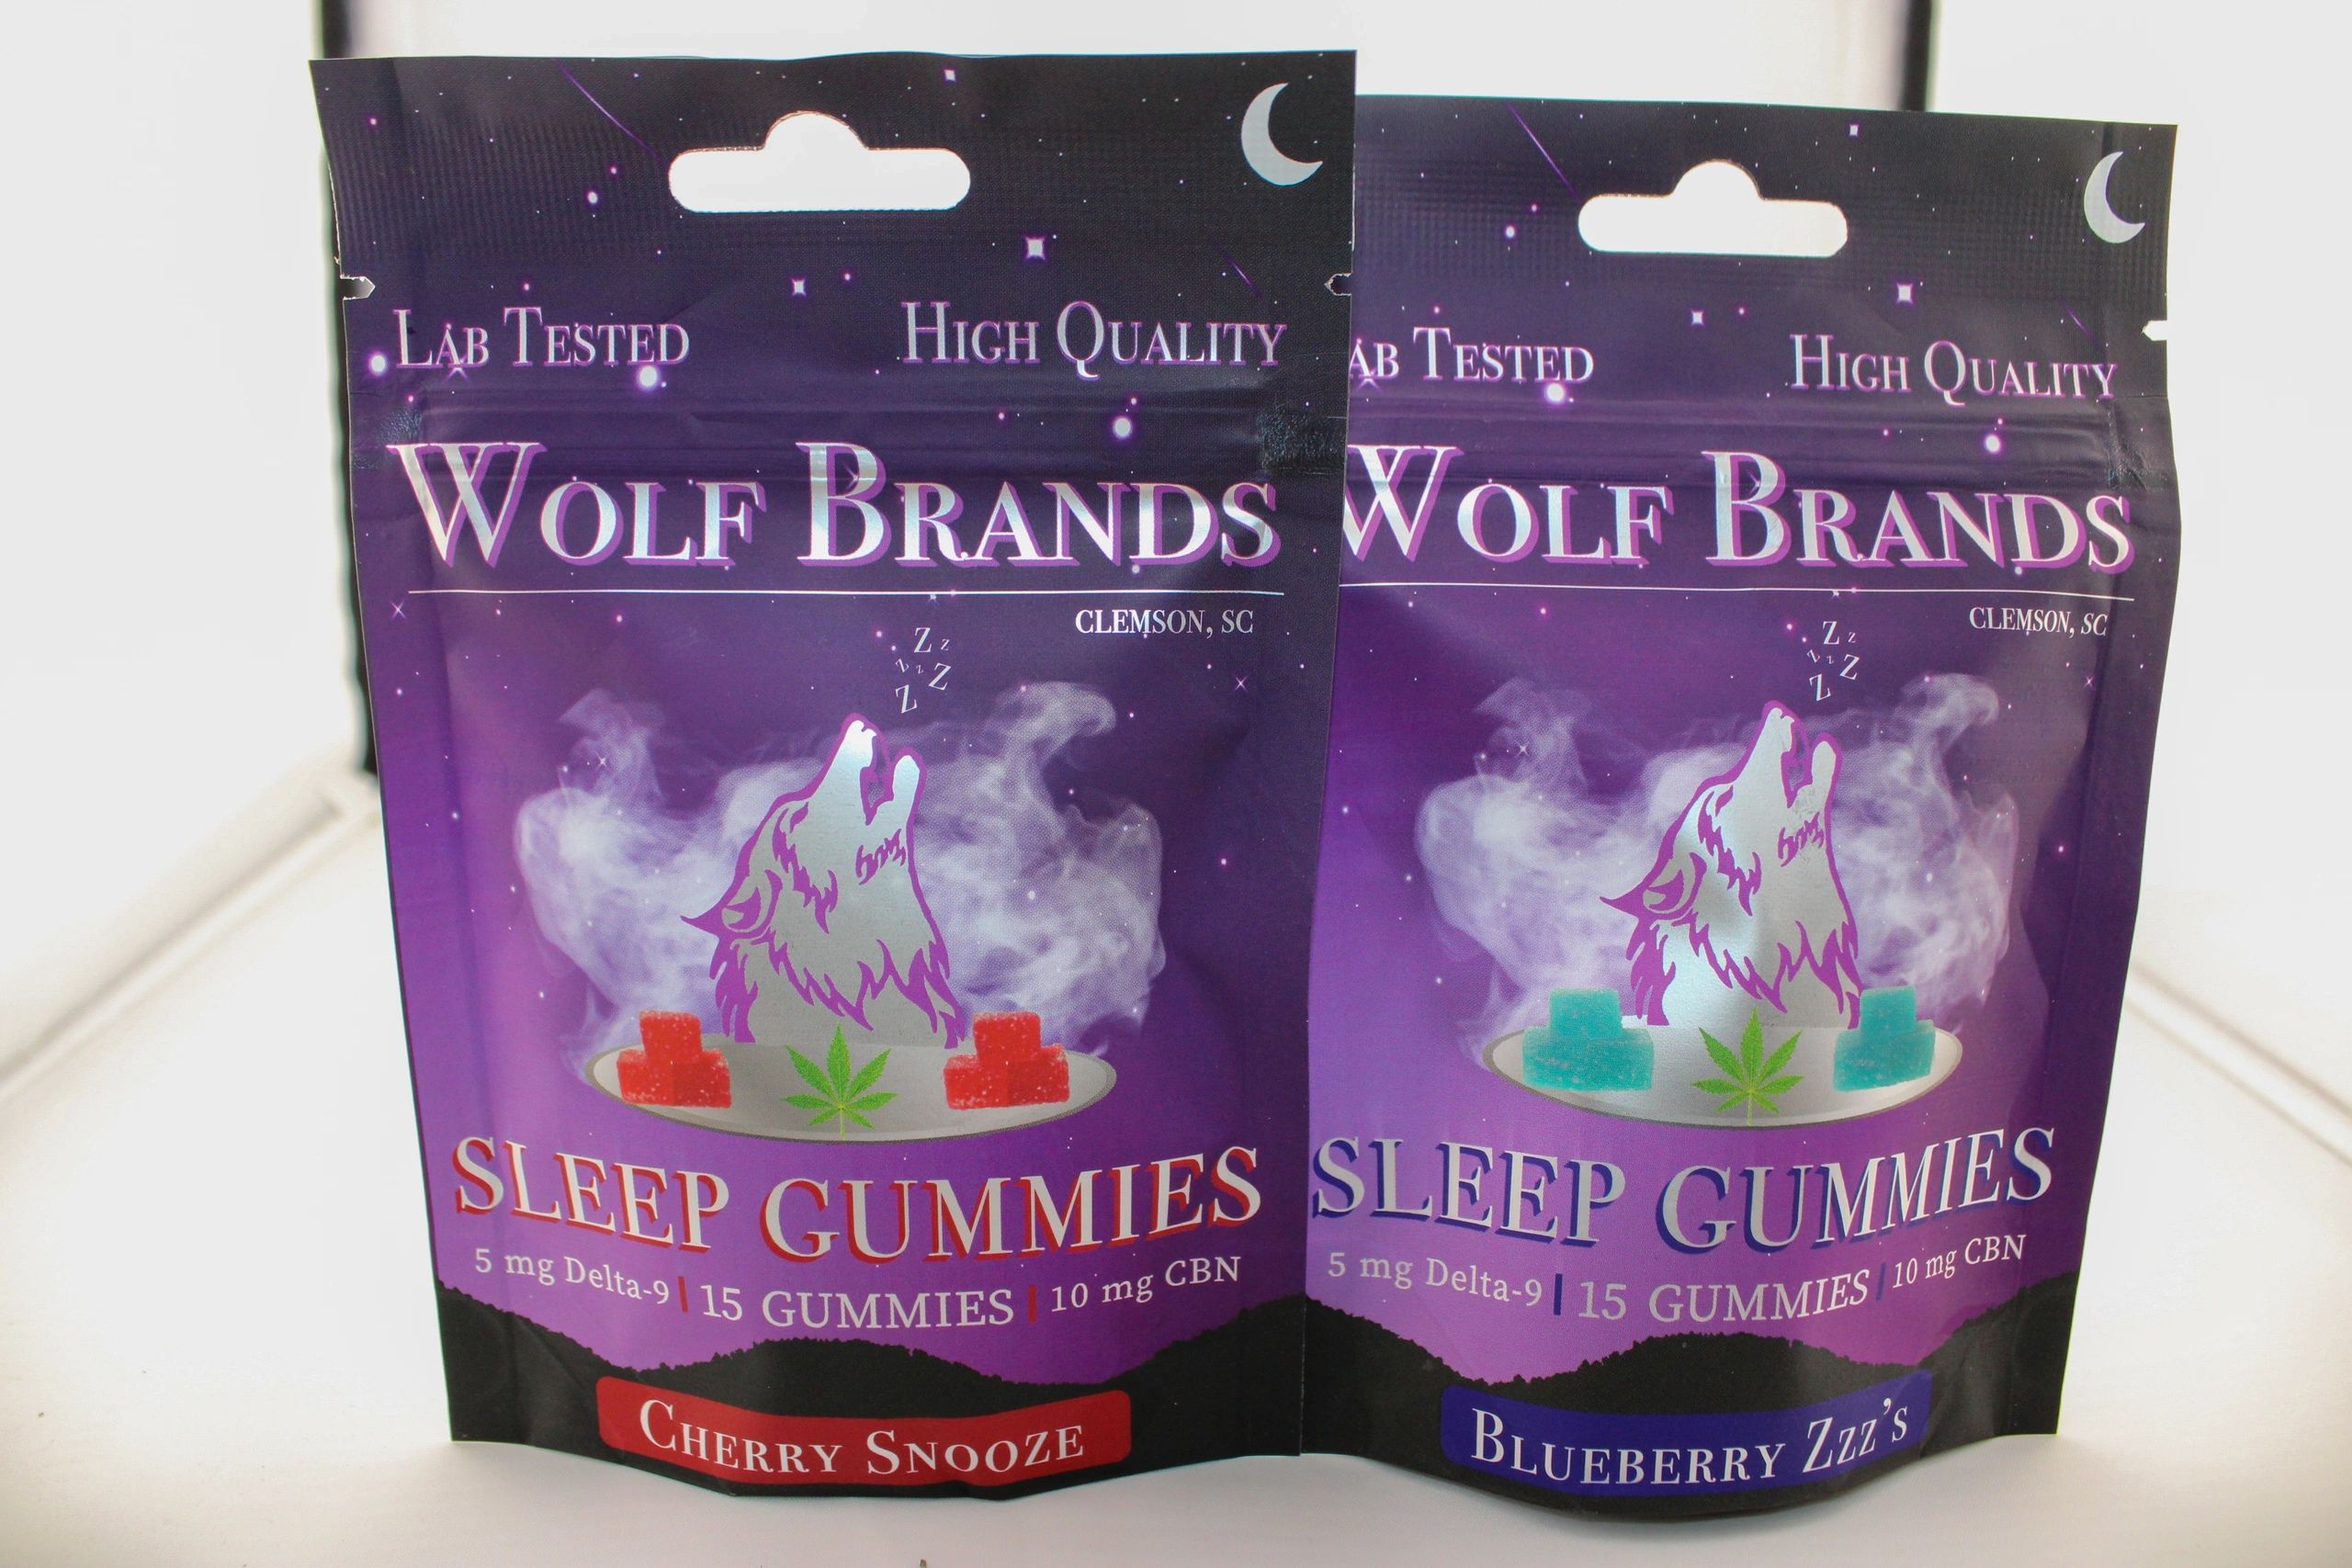 LAB TESTED HIGH QUALITY
WOLF BRANDS
CLEMSON, SC
Z z
z z Z
Z
SLEEP GUMMIES
5 mg Delta-9 | 15 GUMMIES | 10 mg CBN
CHERRY SNOOZE
AB TESTED HIGH QUALITY
WOLF BRANDS
CLEMSON, SC
Z z
z z Z
Z
SLEEP GUMMIES
5 mg Delta-9 | 15 GUMMIES | 10 mg CBN
BLUEBERRY ZZZ'S